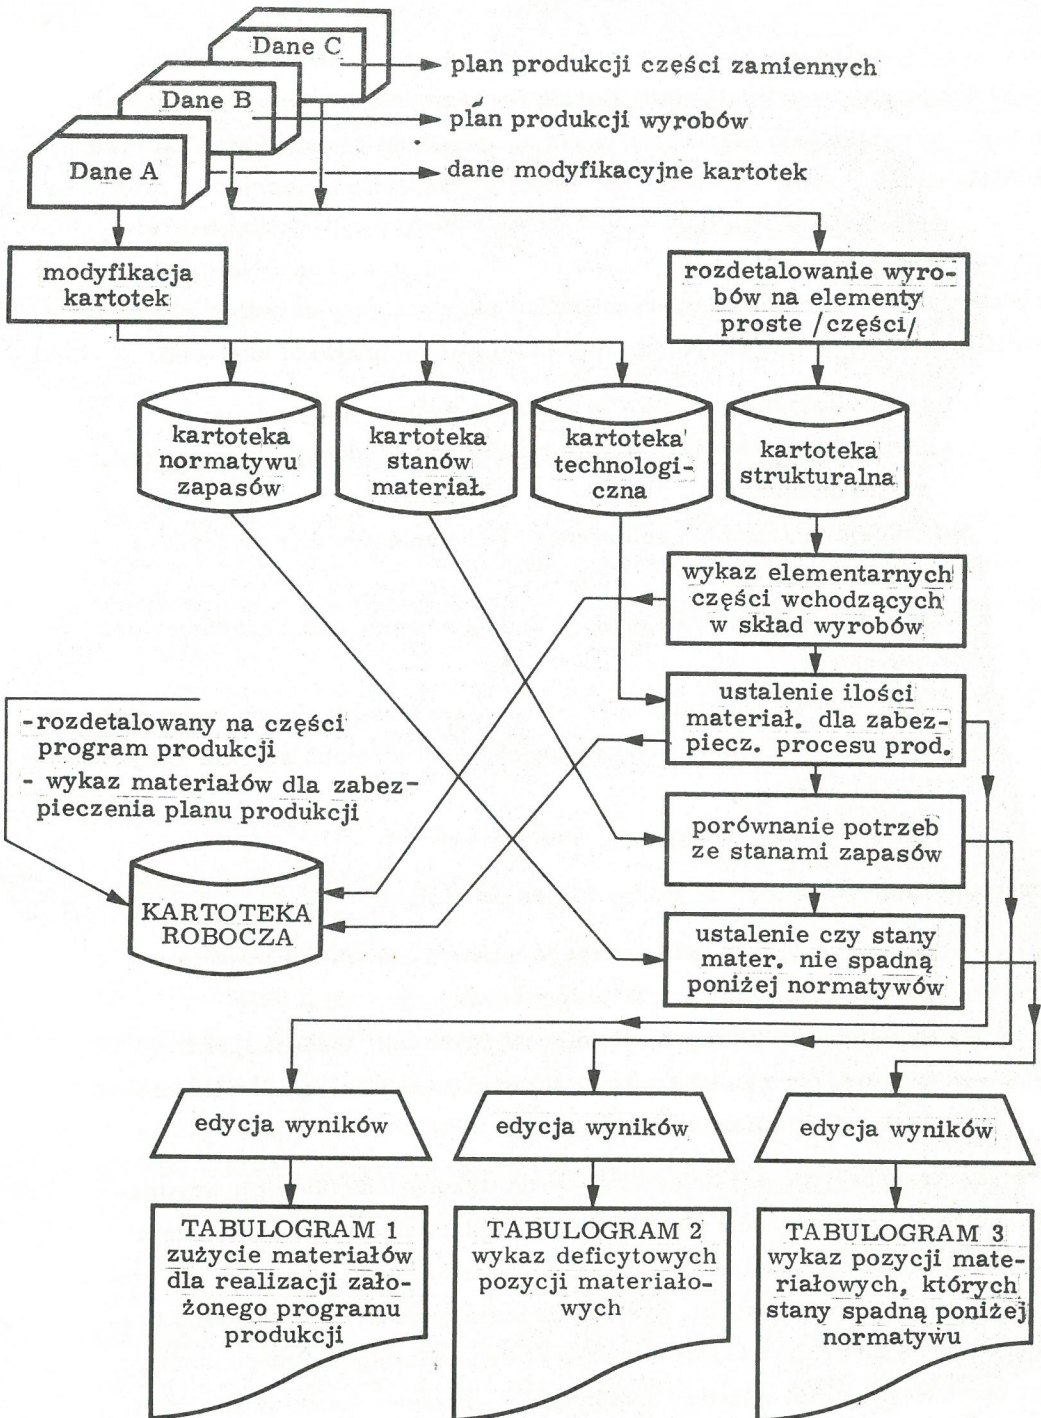 Dane C
plan produkcji części zamiennych
Dane B
plán produkcji wyrobów
Dane A
dane modyfikacyjne kartotek
modyfikacja
kartotek
rozdetalowanie wyro-
bów na elementy
proste /części/
kartoteka
normatywu
zapasów
kartoteka
stanów
materiał.
kartoteka
technologi-
czna
kartoteka
strukturalna
wykaz elementarnych
części wchodzących
w skład wyrobów
ustalenie ilości
materiał. dla zabez-
piecz. procesu prod.
- rozdetalowany na części
program produkcji
- wykaz materiałów dla zabez-
pieczenia planu produkcji
porównanie potrzeb
ze stanami zapasów
KARTOTEKA
ROBOCZA
ustalenie czy stany
mater. nie spadną
poniżej normatywów
edycja wyników
edycja wyników
edycja wyników
TABULOGRAM 1
zużycie materiałów
dla realizacji zało-
żonego programu
produkcji
TABULOGRAM 2
wykaz deficytowych
pozycji materiało-
wych
TABULOGRAM 3
wykaz pozycji mate-
riałowych, których
stany spadną poniżej
normatywu